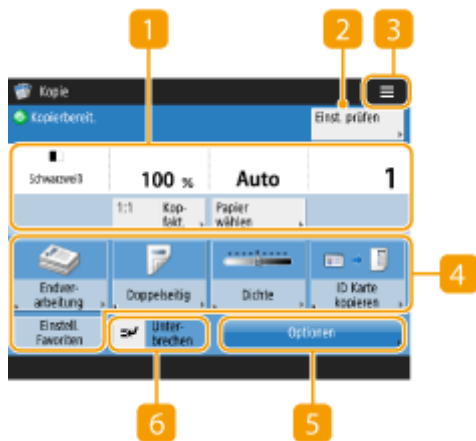 1
2
3
Kopie
Kopierbereit.
Einst. prüfen
Schwarzweiß
100 %
Auto
1
1:1 Kop-
fakt.
Papier
wählen
4
Endver-
arbeitung
Doppelseitig
Dichte
ID Karte
kopieren
Einstell.
Favoriten
Unter-
brechen
Optionen
6
5